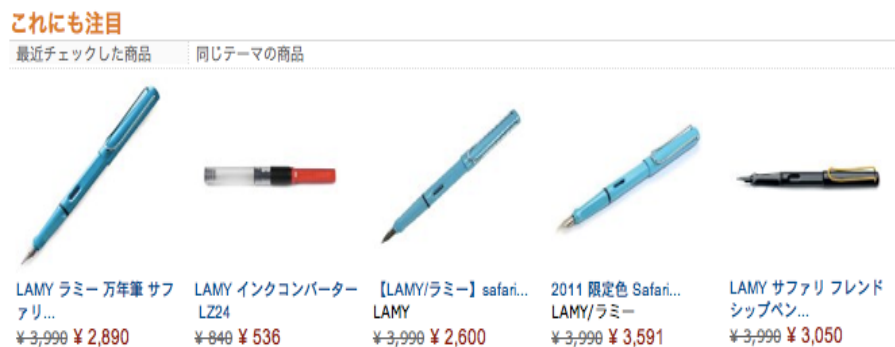 これにも注目
最近チェックした商品 同じテーマの商品
LAMY ラミー 万年筆 サフ
ァリ...
¥ 3,990 ¥ 2,890
LAMY インクコンバーター
LZ24
¥ 840 ¥ 536
【LAMY/ラミー】safari...
LAMY
¥ 3,990 ¥ 2,600
2011 限定色 Safari...
LAMY/ラミー
¥ 3,990 ¥ 3,591
LAMY サファリ フレンド
シップペン...
¥ 3,990 ¥ 3,050